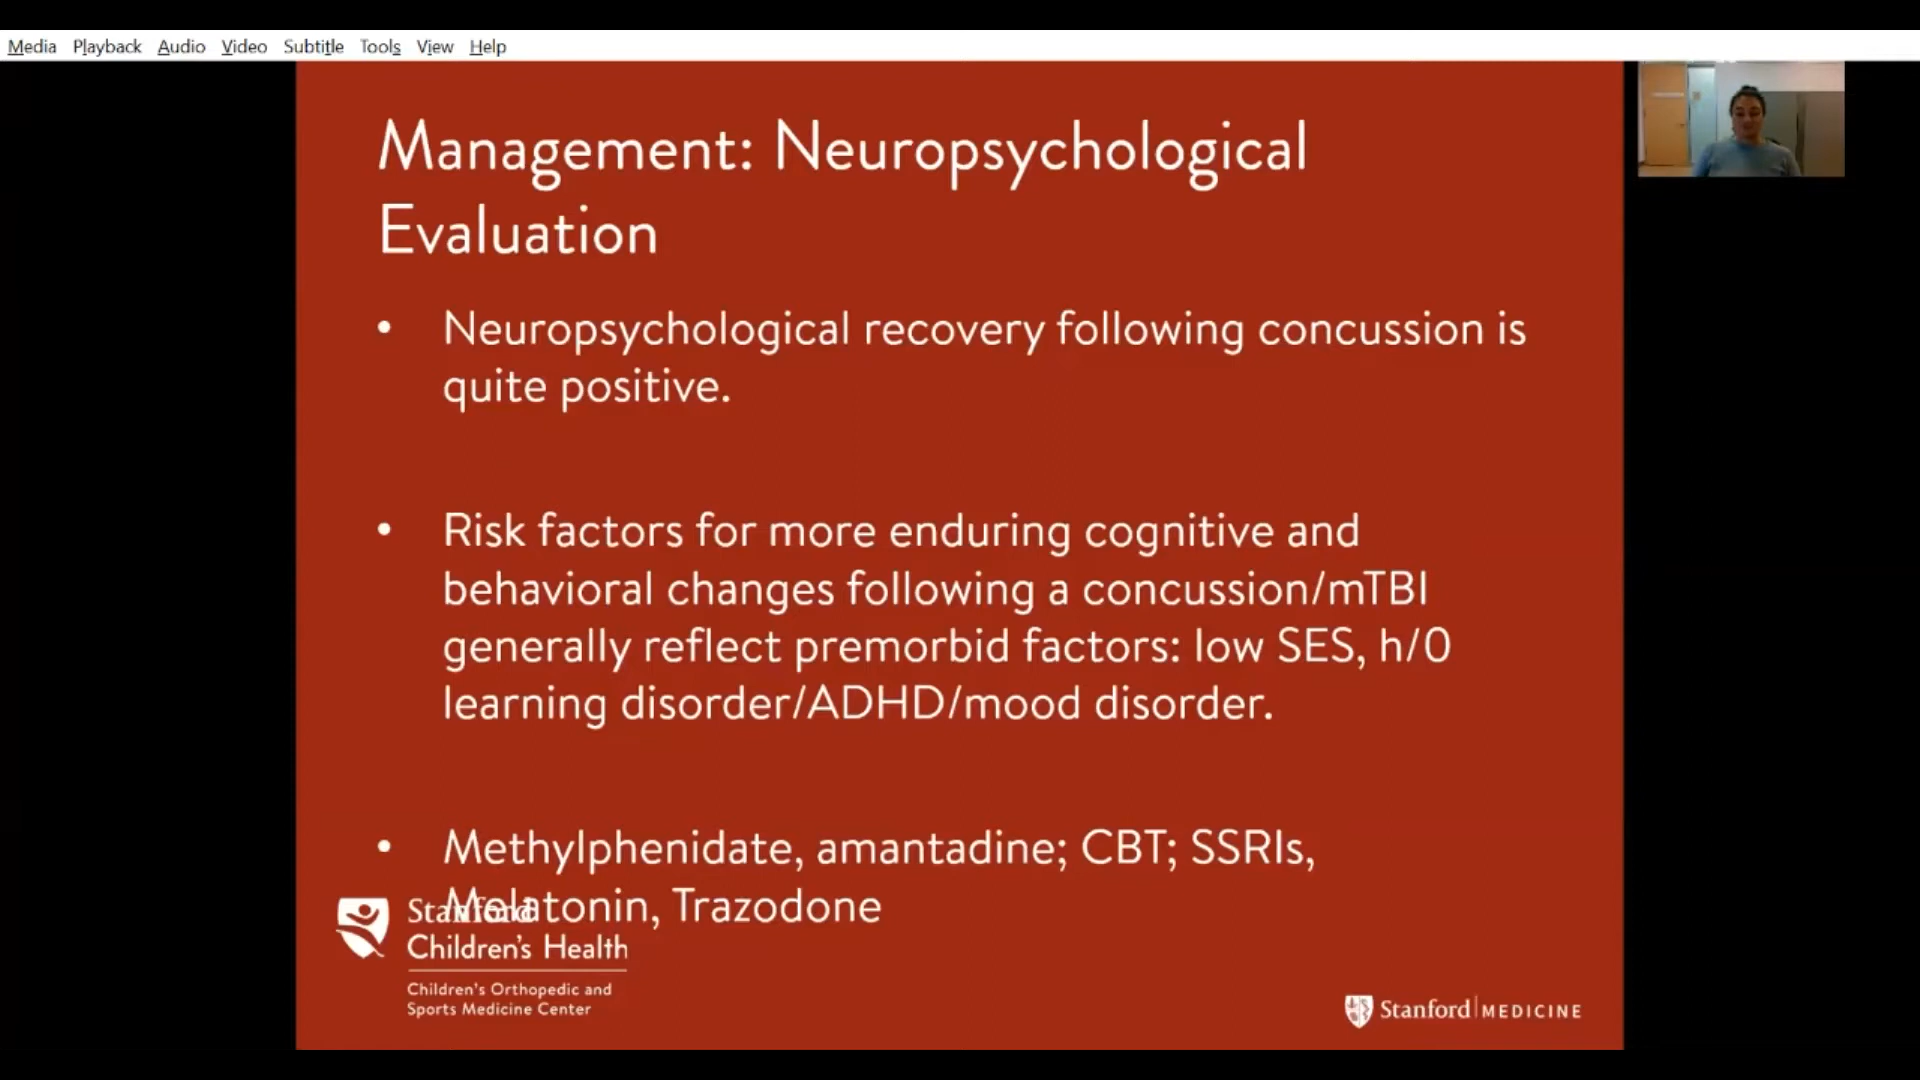 Media Playback Audio Video Subtitle Tools View Help
Management: Neuropsychological
Evaluation
• Neuropsychological recovery following concussion is
quite positive.
• Risk factors for more enduring cognitive and
behavioral changes following a concussion/mTBI
generally reflect premorbid factors: low SES, h/0
learning disorder/ADHD/mood disorder.
• Methylphenidate, amantadine; CBT; SSRIs,
Melatonin, Trazodone
Stanford
Children's Health
Children's Orthopedic and
Sports Medicine Center
Stanford MEDICINE